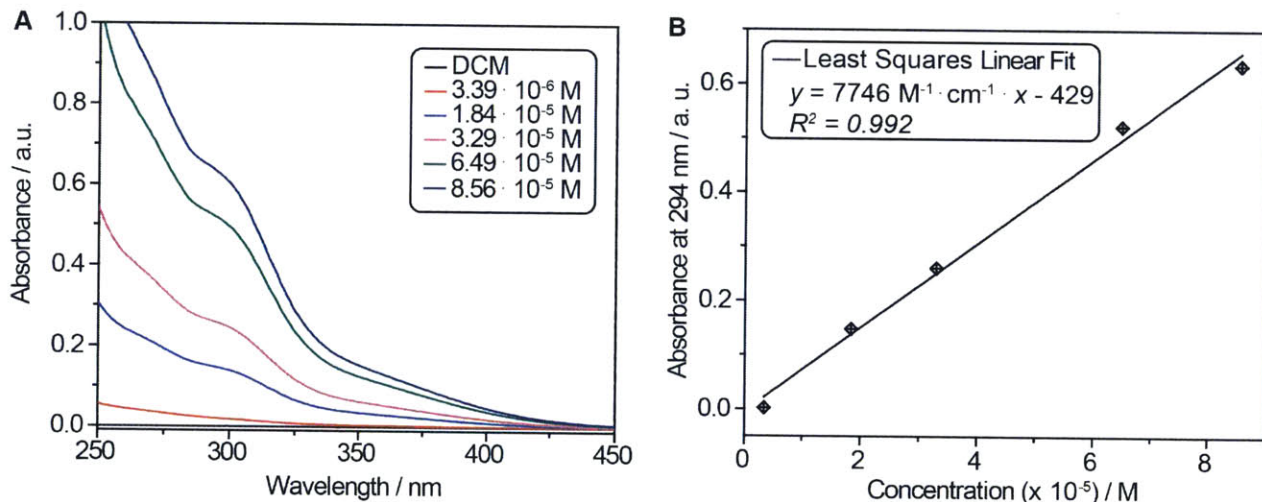 A
1.0
0.8
0.6
0.4
0.2
0.0
Absorbance / a.u.
250
300
350
400
450
Wavelength / nm
DCM
3.39 · 10⁻⁶ M
1.84 · 10⁻⁵ M
3.29 · 10⁻⁵ M
6.49 · 10⁻⁵ M
8.56 · 10⁻⁵ M
B
0.6
0.4
0.2
0.0
Absorbance at 294 nm / a. u.
0
2
4
6
8
Concentration (x 10⁻⁵) / M
Least Squares Linear Fit
y = 7746 M⁻¹ · cm⁻¹ · x - 429
R² = 0.992